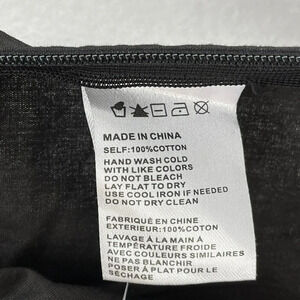 MADE IN CHINA
SELF:100%COTTON
HAND WASH COLD
WITH LIKE COLORS
DO NOT BLEACH
LAY FLAT TO DRY
USE COOL IRON IF NEEDED
DO NOT DRY CLEAN
FABRIQUÉ EN CHINE
EXTERIEUR:100%COTON
LAVAGE À LA MAIN À
TEMPÉRATURE FROIDE
AVEC COULEURS SIMILAIRES
NE PAS BLANCHIR
POSER À PLAT POUR LE
SÉCHAGE